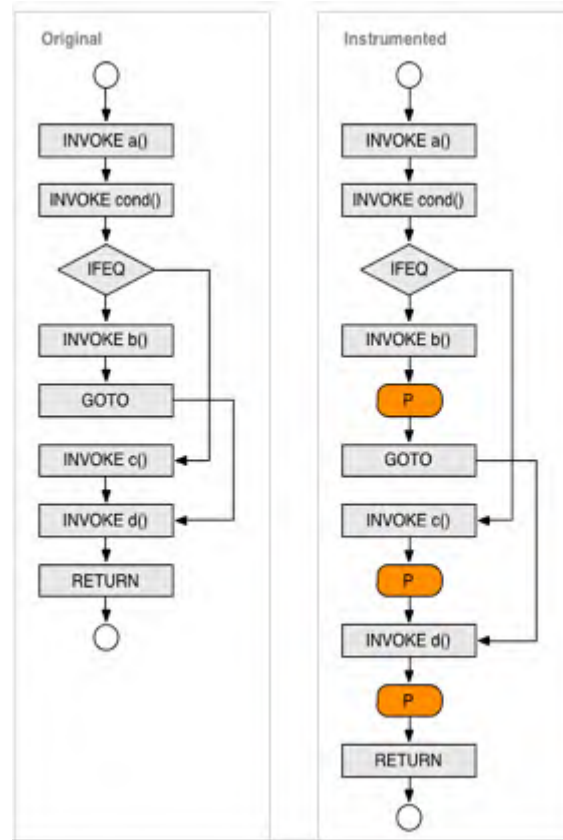 Original
INVOKE a()
INVOKE cond()
IFEQ
INVOKE b()
GOTO
INVOKE c()
INVOKE d()
RETURN
Instrumented
INVOKE a()
INVOKE cond()
IFEQ
INVOKE b()
P
GOTO
INVOKE c()
P
INVOKE d()
P
RETURN